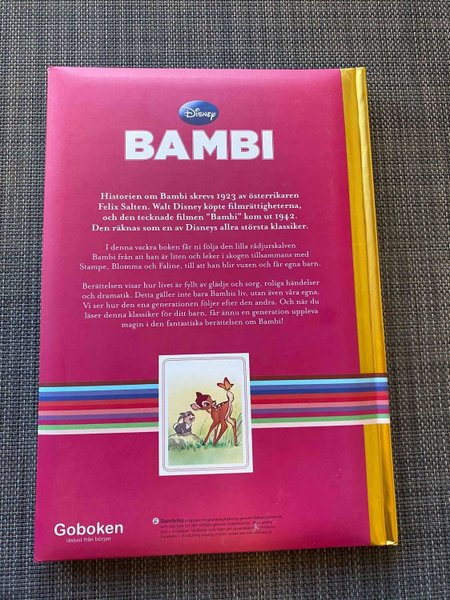 Disney
BAMBI
Historien om Bambi skrevs 1923 av österrikaren
Felix Salten. Walt Disney köpte filmrättigheterna,
och den tecknade filmen "Bambi" kom ut 1942.
Den räknas som en av Disneys allra största klassiker.
I denna vackra boken får ni följa den lilla rådjurskalven
Bambi från att han är liten och leker i skogen tillsammans med
Stampe, Blomma och Faline, till att han blir vuxen och får egna barn.
Berättelsen visar hur livet är fyllt av glädje och sorg, roliga händelser
och dramatik. Detta gäller inte bara Bambis liv, utan även våra egna.
Vi ser hur den ena generationen följer efter den andra. Och när du
läser denna klassiker för ditt barn, får ännu en generation uppleva
magin i den fantastiska berättelsen om Bambi!
Goboken
läslust från början